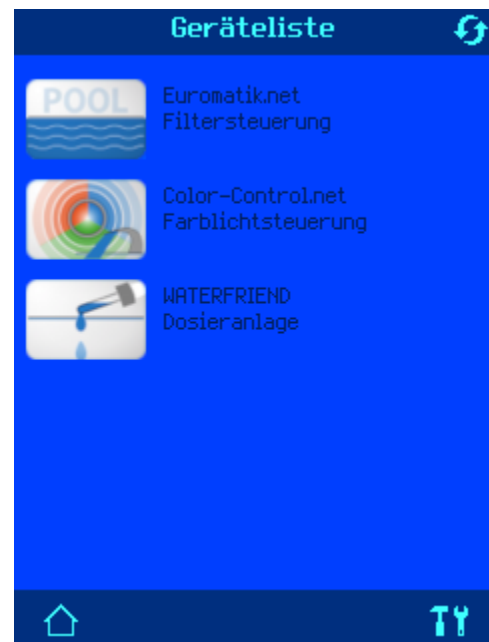 Geräteliste
POOL
Euromatik.net
Filtersteuerung
Color-Control.net
Farblichtsteuerung
WATERFRIEND
Dosieranlage